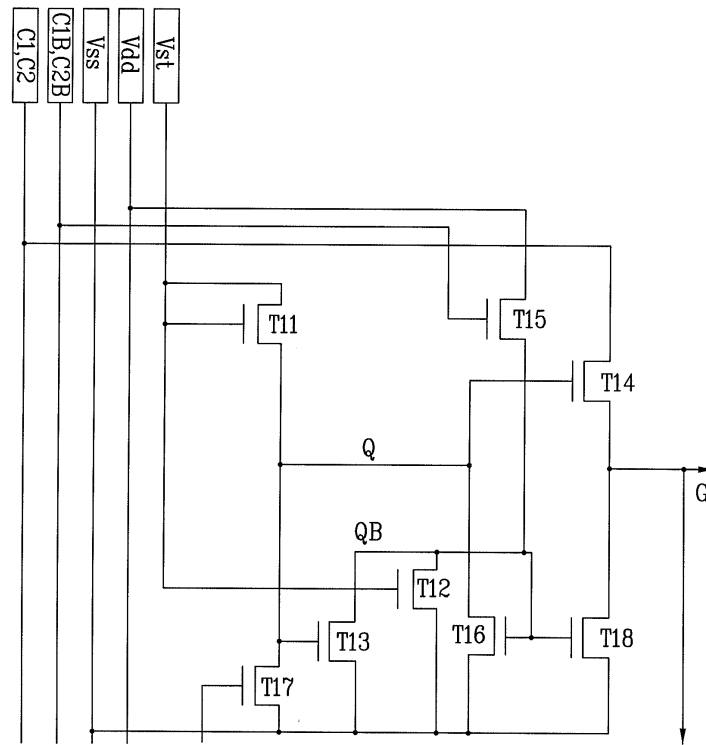 C1,C2
C1B,C2B
Vss
Vdd
Vst
T11
T15
T14
Q
G
QB
T12
T13
T16
T18
T17